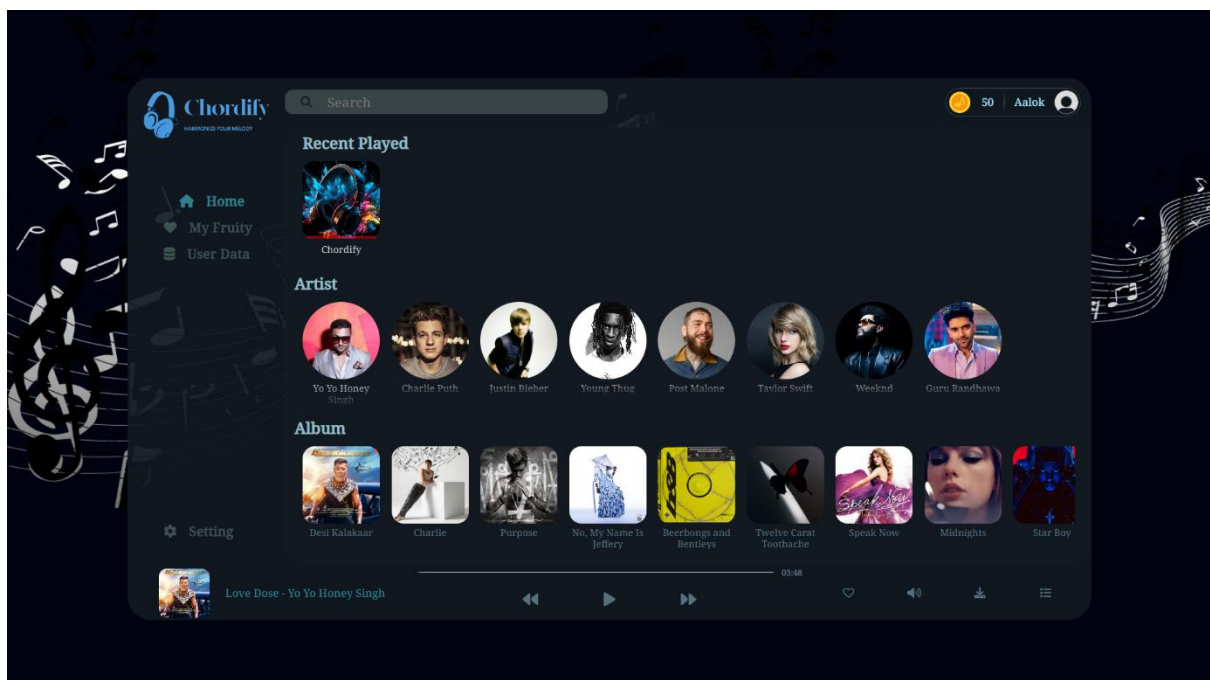 Chordify
HARMONIZE YOUR MELODY
Search
50
Aalok
Recent Played
Chordify
Home
My Fruity
User Data
Artist
Yo Yo Honey
Singh
Charlie Puth
Justin Bieber
Young Thug
Post Malone
Taylor Swift
Weeknd
Guru Randhawa
Album
Desi Kalakaar
Charlie
Purpose
No, My Name Is
Jeffery
Beerbongs and
Bentleys
Twelve Carat
Toothache
Speak Now
Midnights
Star Boy
Setting
03:48
Love Dose - Yo Yo Honey Singh